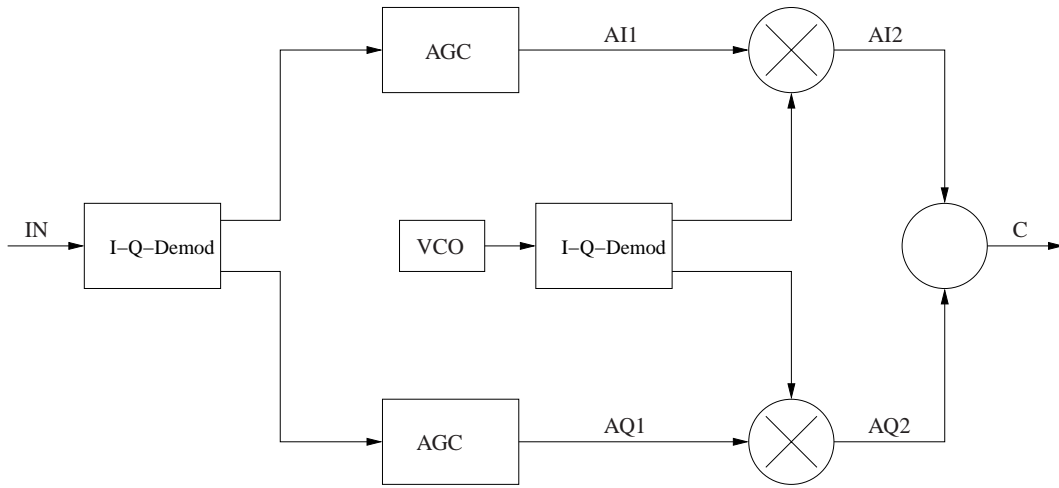 AGC
AI1
AI2
IN
I−Q−Demod
VCO
I−Q−Demod
C
AGC
AQ1
AQ2